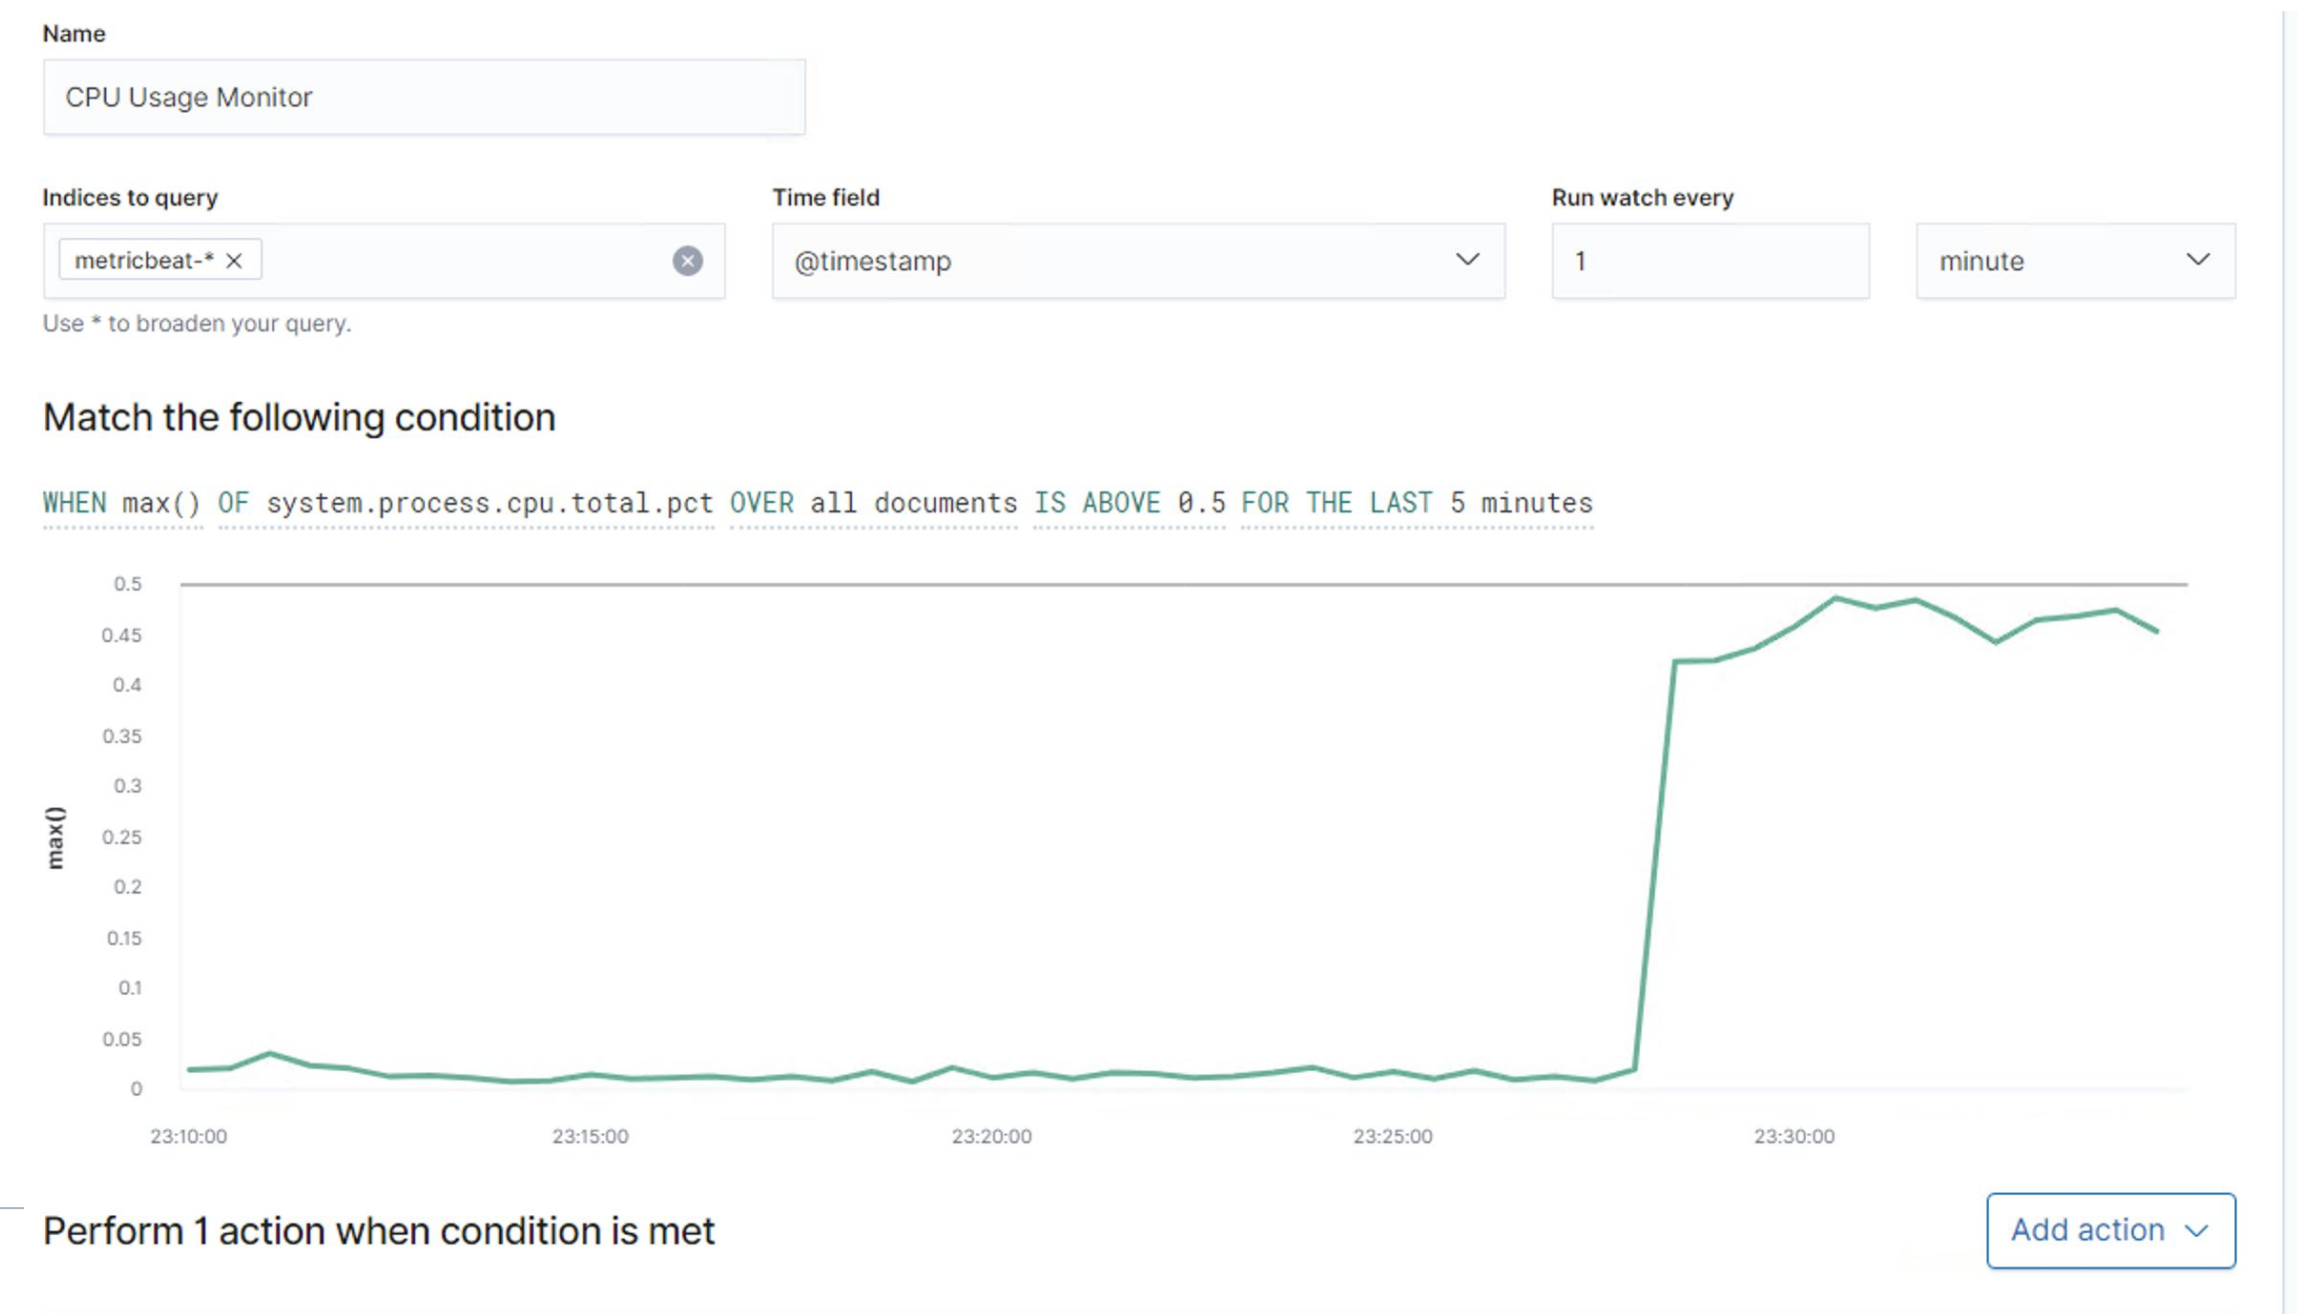 Name
CPU Usage Monitor
Indices to query
Time field
Run watch every
metricbeat-*
@timestamp
1
minute
Use * to broaden your query.
Match the following condition
WHEN max() OF system.process.cpu.total.pct OVER all documents IS ABOVE 0.5 FOR THE LAST 5 minutes
0.5
0.45
0.4
0.35
0.3
0.25
0.2
0.15
0.1
0.05
0
max()
23:10:00
23:15:00
23:20:00
23:25:00
23:30:00
Perform 1 action when condition is met
Add action